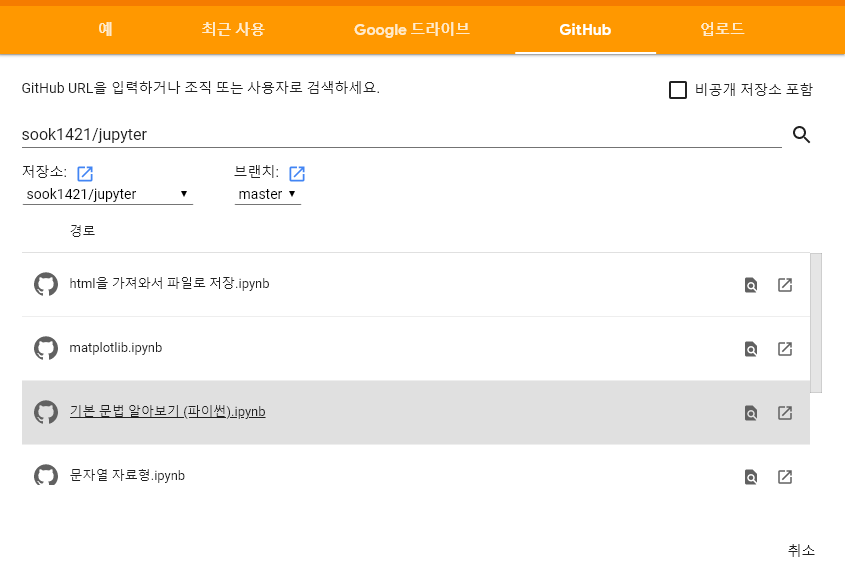 예 최근 사용 Google 드라이브 GitHub 업로드
GitHub URL을 입력하거나 조직 또는 사용자로 검색하세요.
비공개 저장소 포함
sook1421/jupyter
저장소: 브랜치:
sook1421/jupyter master
경로
html을 가져와서 파일로 저장.ipynb
matplotlib.ipynb
기본 문법 알아보기 (파이썬).ipynb
문자열 자료형.ipynb
취소